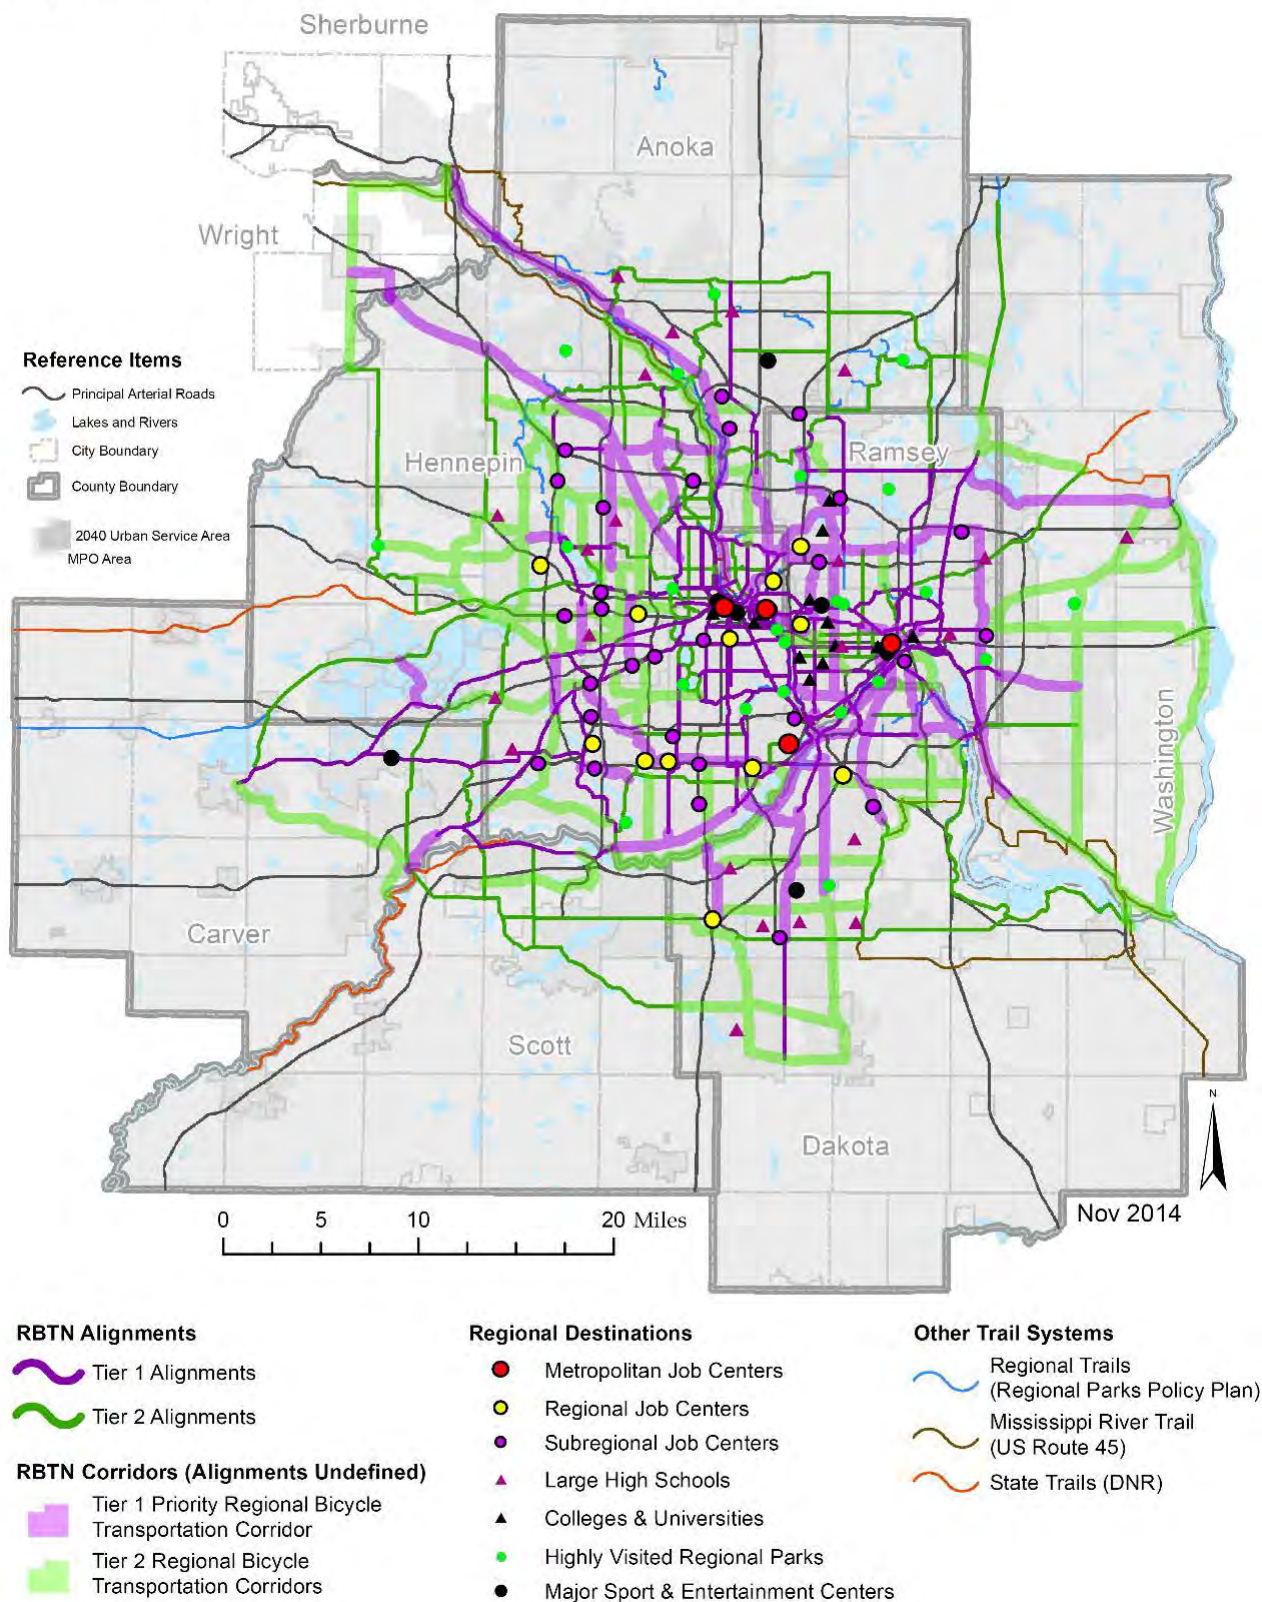 Sherburne
Anoka
Wright
Reference Items
Principal Arterial Roads
Lakes and Rivers
City Boundary
County Boundary
2040 Urban Service Area
MPO Area
Hennepin
Ramsey
Washington
Carver
Scott
Dakota
N
Nov 2014
0 5 10 20 Miles
RBTN Alignments
Tier 1 Alignments
Tier 2 Alignments
RBTN Corridors (Alignments Undefined)
Tier 1 Priority Regional Bicycle
Transportation Corridor
Tier 2 Regional Bicycle
Transportation Corridors
Regional Destinations
Metropolitan Job Centers
Regional Job Centers
Subregional Job Centers
Large High Schools
Colleges & Universities
Highly Visited Regional Parks
Major Sport & Entertainment Centers
Other Trail Systems
Regional Trails
(Regional Parks Policy Plan)
Mississippi River Trail
(US Route 45)
State Trails (DNR)